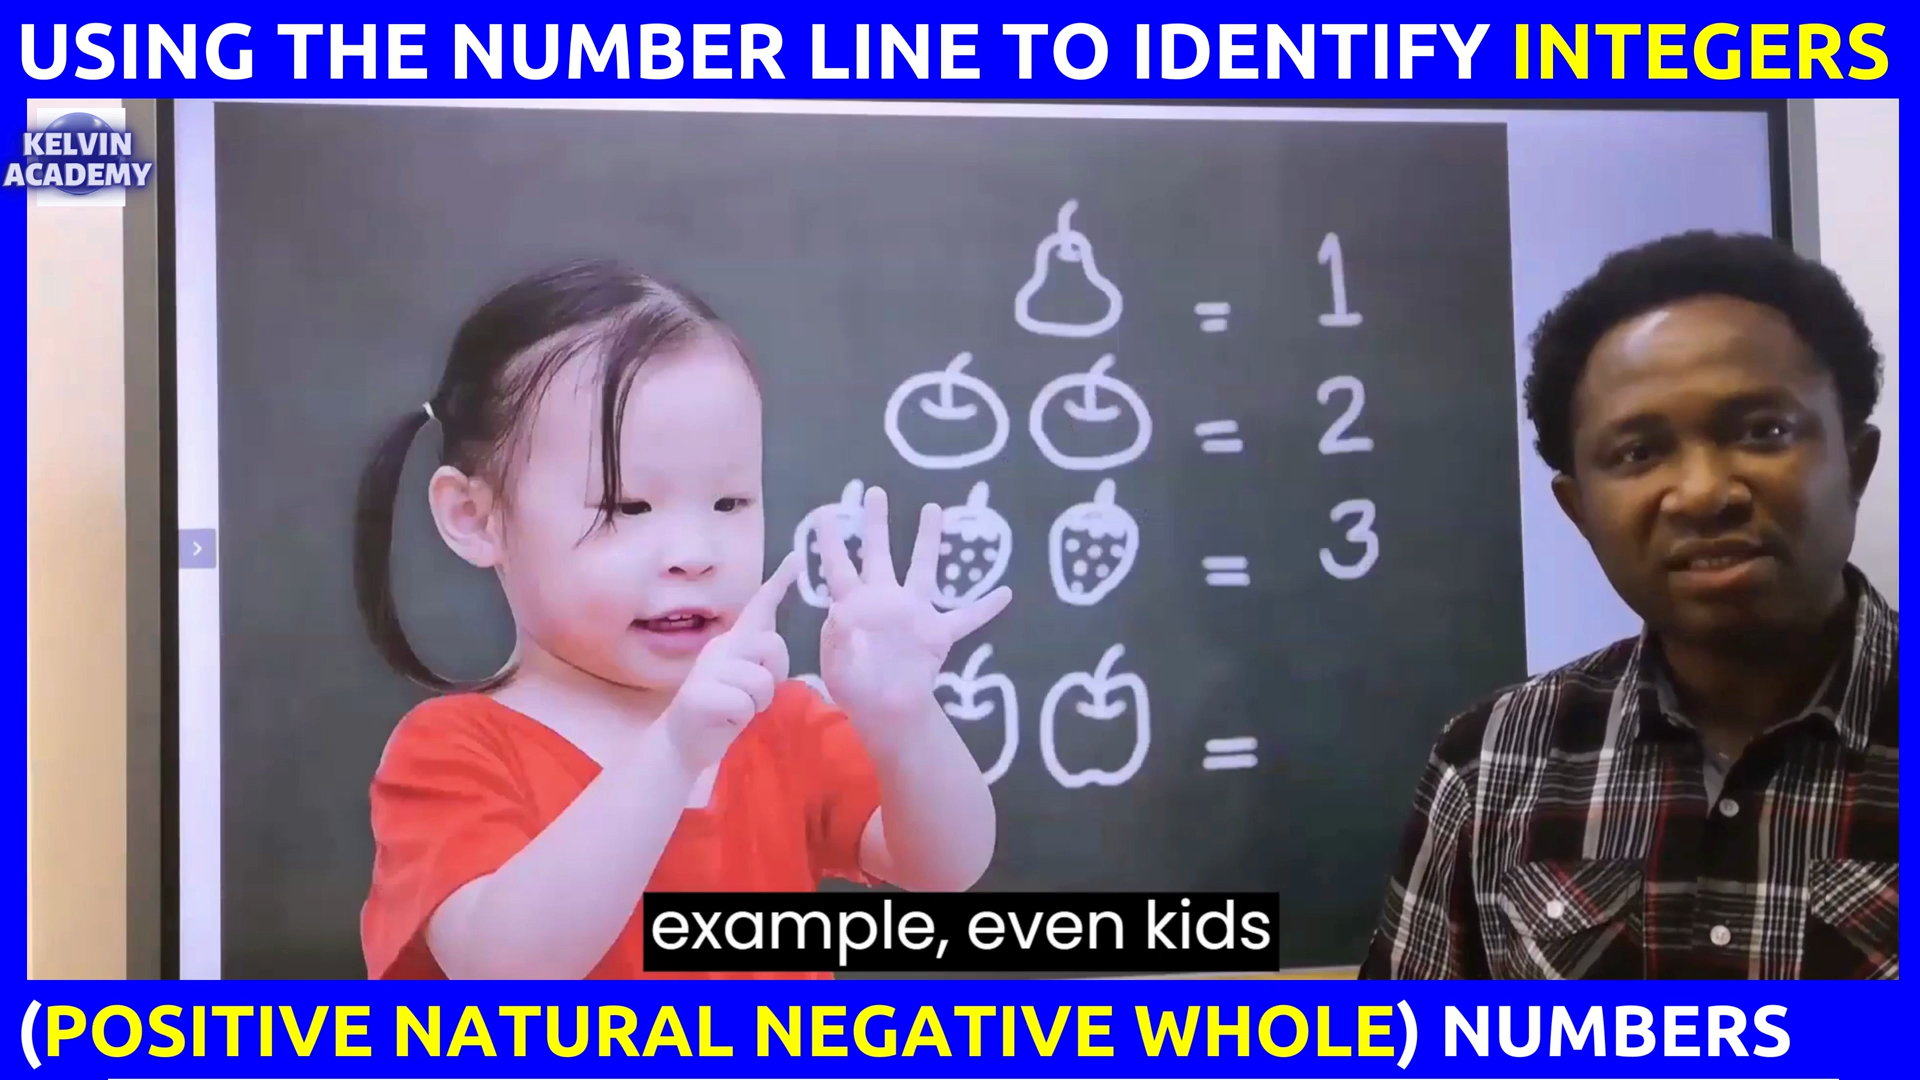 USING THE NUMBER LINE TO IDENTIFY INTEGERS
KELVIN
ACADEMY
= 1
= 2
= 3
=
example, even kids
(POSITIVE NATURAL NEGATIVE WHOLE) NUMBERS